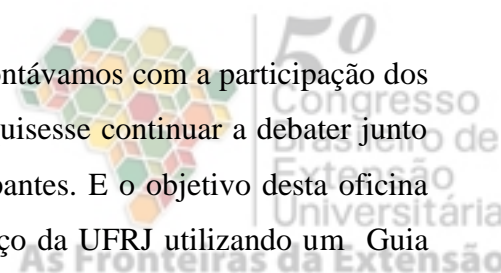 5º
ontávamos com a participação dos
Congresso
uisesse continuar a debater junto
Brasileiro de
pantes. E o objetivo desta oficina
Extensão
Universitária
ço da UFRJ utilizando um Guia
As Fronteiras da Extensão